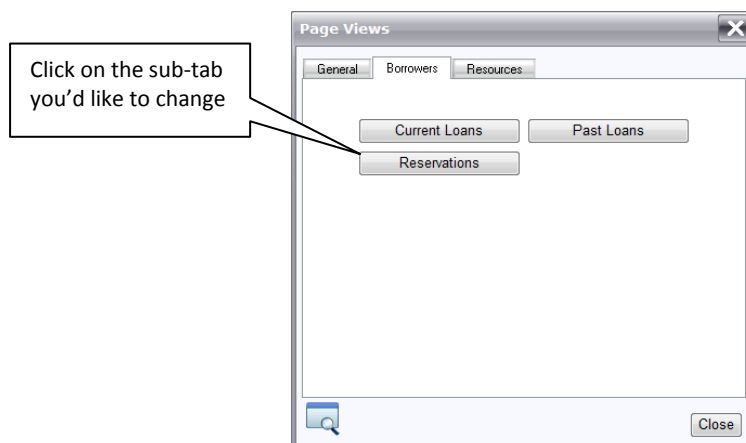 Page Views
Click on the sub-tab
you'd like to change
General Borrowers Resources
Current Loans Past Loans
Reservations
Close